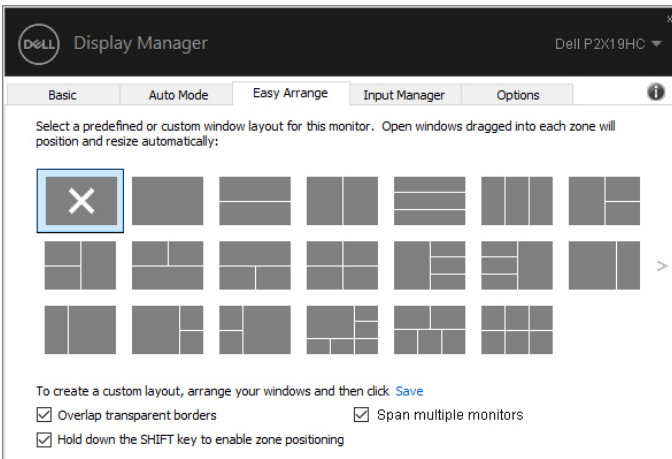 DELL
Display Manager
Dell P2X19HC
Basic
Auto Mode
Easy Arrange
Input Manager
Options
Select a predefined or custom window layout for this monitor. Open windows dragged into each zone will
position and resize automatically:
To create a custom layout, arrange your windows and then click Save
Overlap transparent borders
Span multiple monitors
Hold down the SHIFT key to enable zone positioning